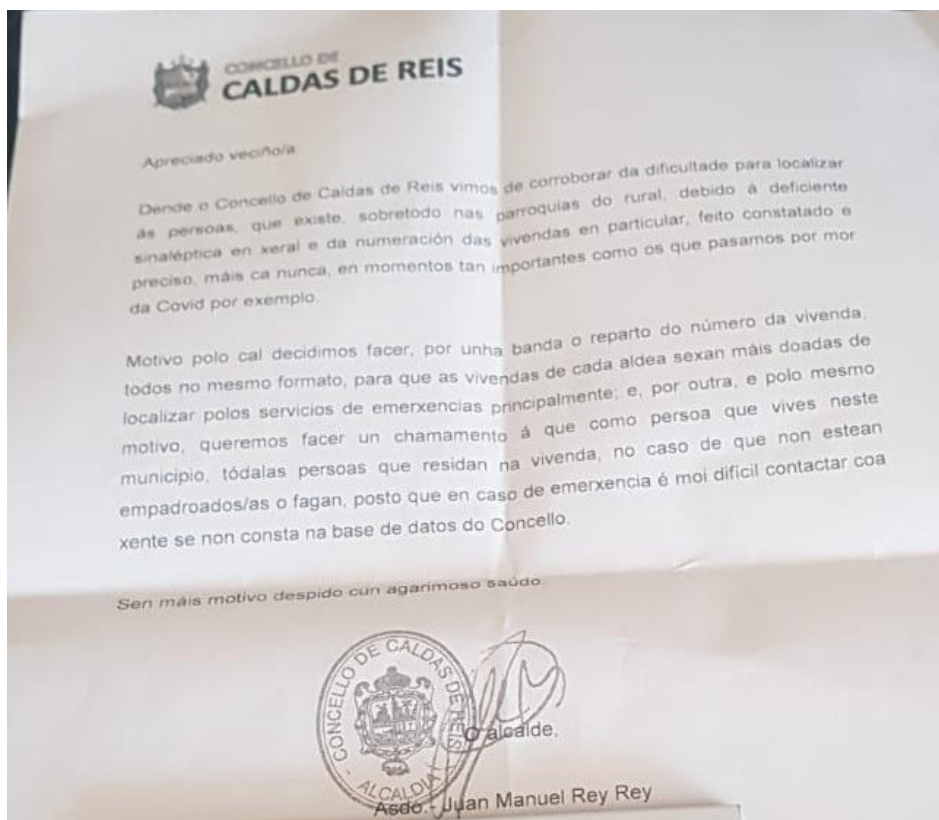 CONCELLO DE
CALDAS DE REIS
Apreciado veciño/a
Dende o Concello de Caldas de Reis vimos de corroborar da dificultade para localizar
ás persoas, que existe, sobretodo nas parroquias do rural, debido á deficiente
sinaléptica en xeral e da numeración das vivendas en particular, feito constatado e
preciso, máis ca nunca, en momentos tan importantes como os que pasamos por mor
da Covid por exemplo.
Motivo polo cal decidimos facer, por unha banda o reparto do número da vivenda,
todos no mesmo formato, para que as vivendas de cada aldea sexan máis doadas de
localizar polos servicios de emerxencias principalmente; e, por outra, e polo mesmo
motivo, queremos facer un chamamento á que como persoa que vives neste
municipio, tódalas persoas que residan na vivenda, no caso de que non estean
empadroados/as o fagan, posto que en caso de emerxencia é moi difícil contactar coa
xente se non consta na base de datos do Concello.
Sen máis motivo despido cun agarimoso saúdo.
CONCELLO DE CALDAS DE REIS
- ALCALDIA -
O alcalde,
Asdo.- Juan Manuel Rey Rey